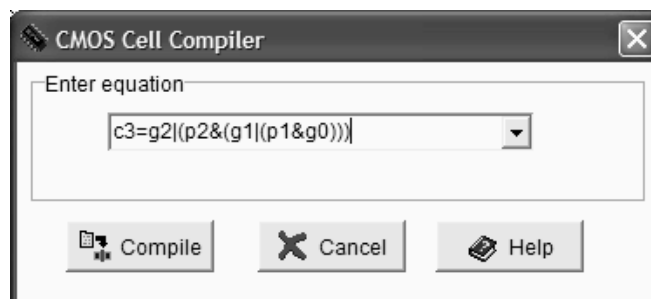 CMOS Cell Compiler
Enter equation
c3=g2|(p2&(g1|(p1&g0)))
Compile Cancel Help